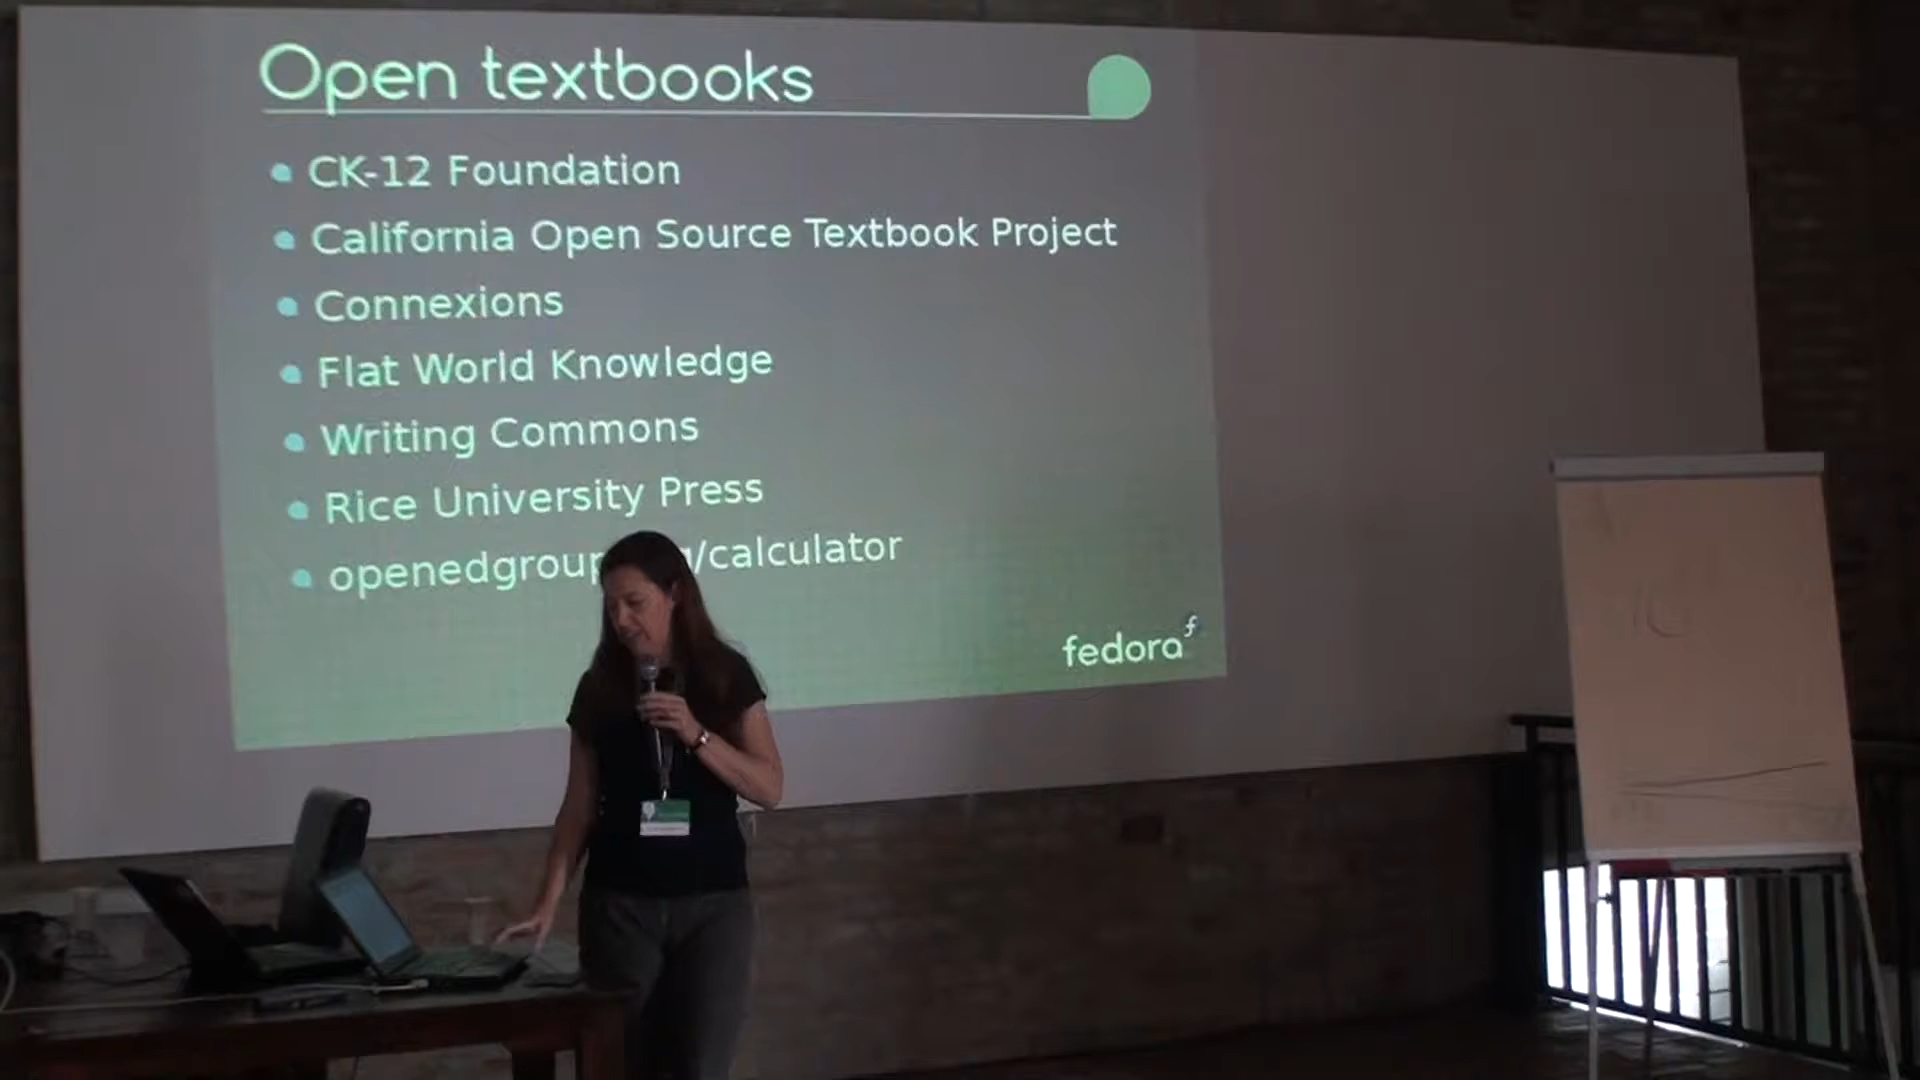 Open textbooks
CK-12 Foundation
California Open Source Textbook Project
Connexions
Flat World Knowledge
Writing Commons
Rice University Press
openedgroup /calculator
fedora f